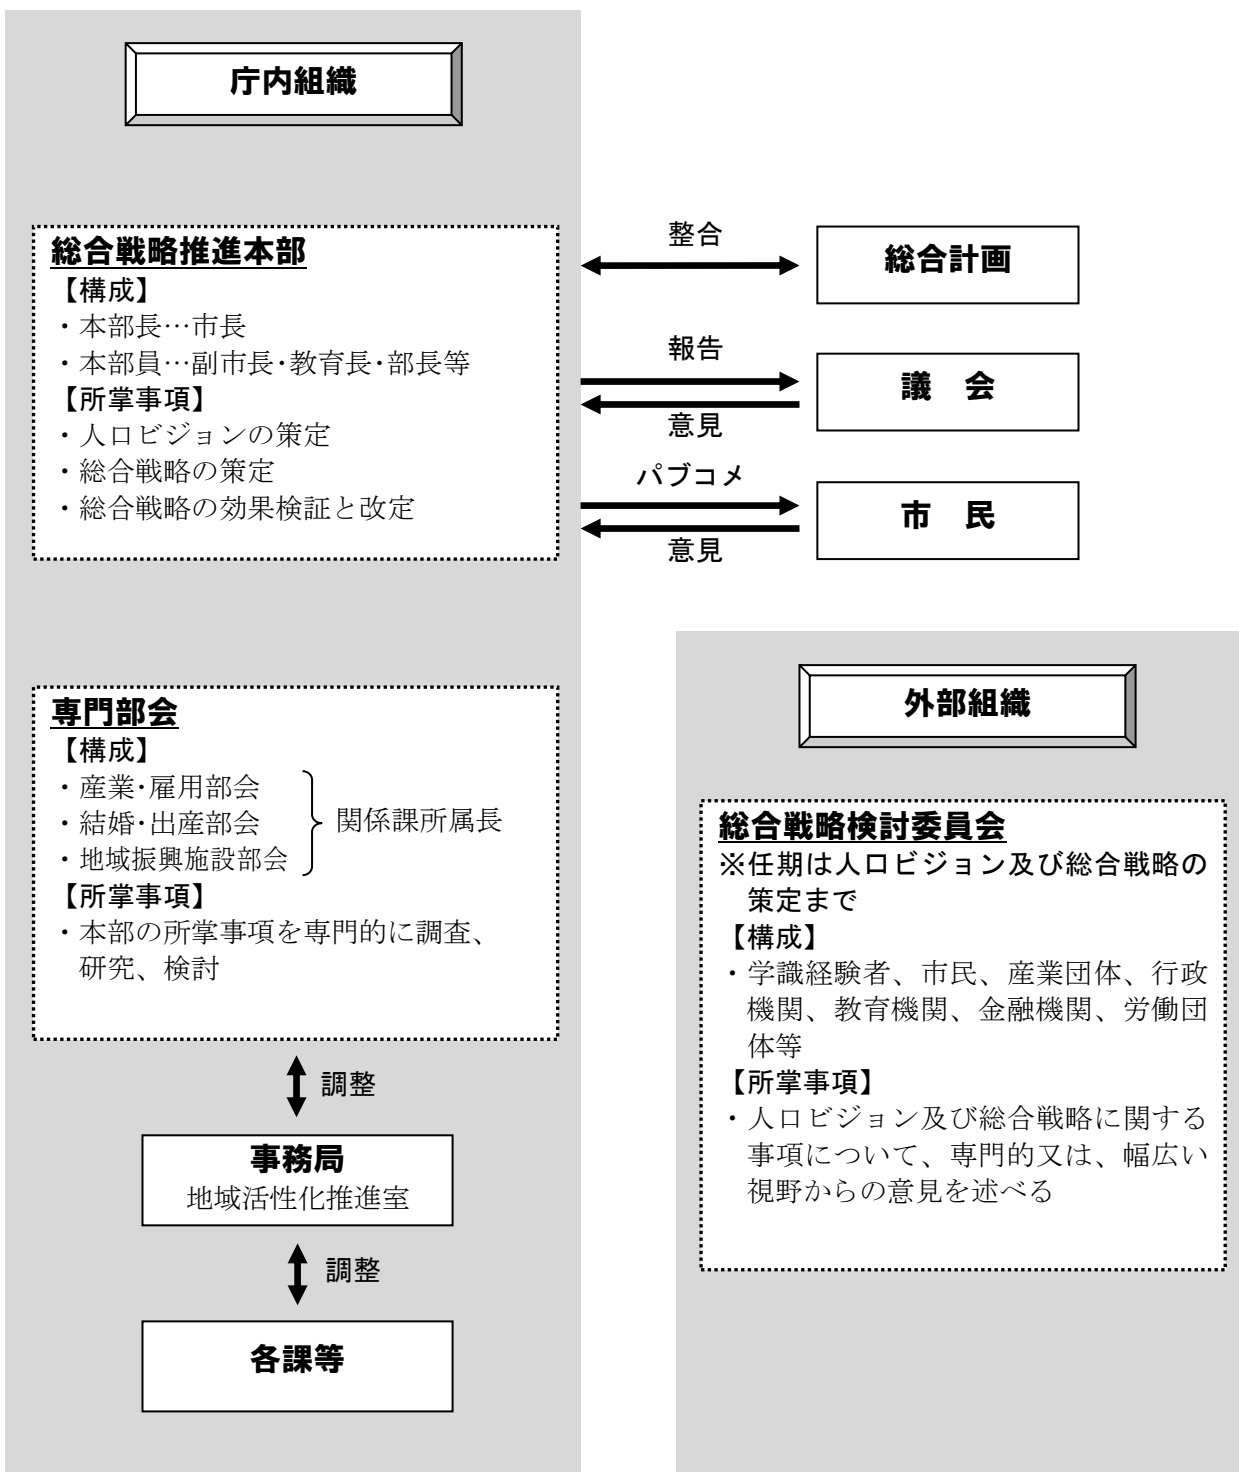 庁内組織
総合戦略推進本部
【構成】
・本部長…市長
・本部員…副市長･教育長･部長等
【所掌事項】
・人口ビジョンの策定
・総合戦略の策定
・総合戦略の効果検証と改定
整合
総合計画
報告
議　会
意見
パブコメ
市　民
意見
専門部会
【構成】
・産業･雇用部会
・結婚･出産部会
・地域振興施設部会
関係課所属長
【所掌事項】
・本部の所掌事項を専門的に調査、
研究、検討
調整
事務局
地域活性化推進室
調整
各課等
外部組織
総合戦略検討委員会
※任期は人口ビジョン及び総合戦略の
策定まで
【構成】
・学識経験者、市民、産業団体、行政
機関、教育機関、金融機関、労働団
体等
【所掌事項】
・人口ビジョン及び総合戦略に関する
事項について、専門的又は、幅広い
視野からの意見を述べる